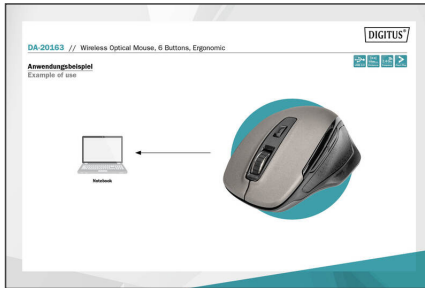 DIGITUS®
DA-20163 // Wireless Optical Mouse, 6 Buttons, Ergonomic
Anwendungsbeispiel
Example of use
Notebook